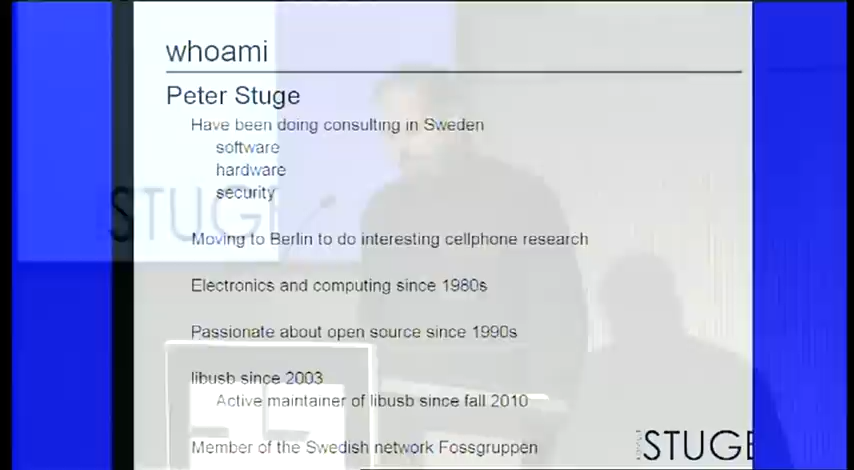 whoami
Peter Stuge
Have been doing consulting in Sweden
software
hardware
security
STUGE
Moving to Berlin to do interesting cellphone research
Electronics and computing since 1980s
Passionate about open source since 1990s
libusb since 2003
Active maintainer of libusb since fall 2010
Member of the Swedish network Fossgruppen
STUGE